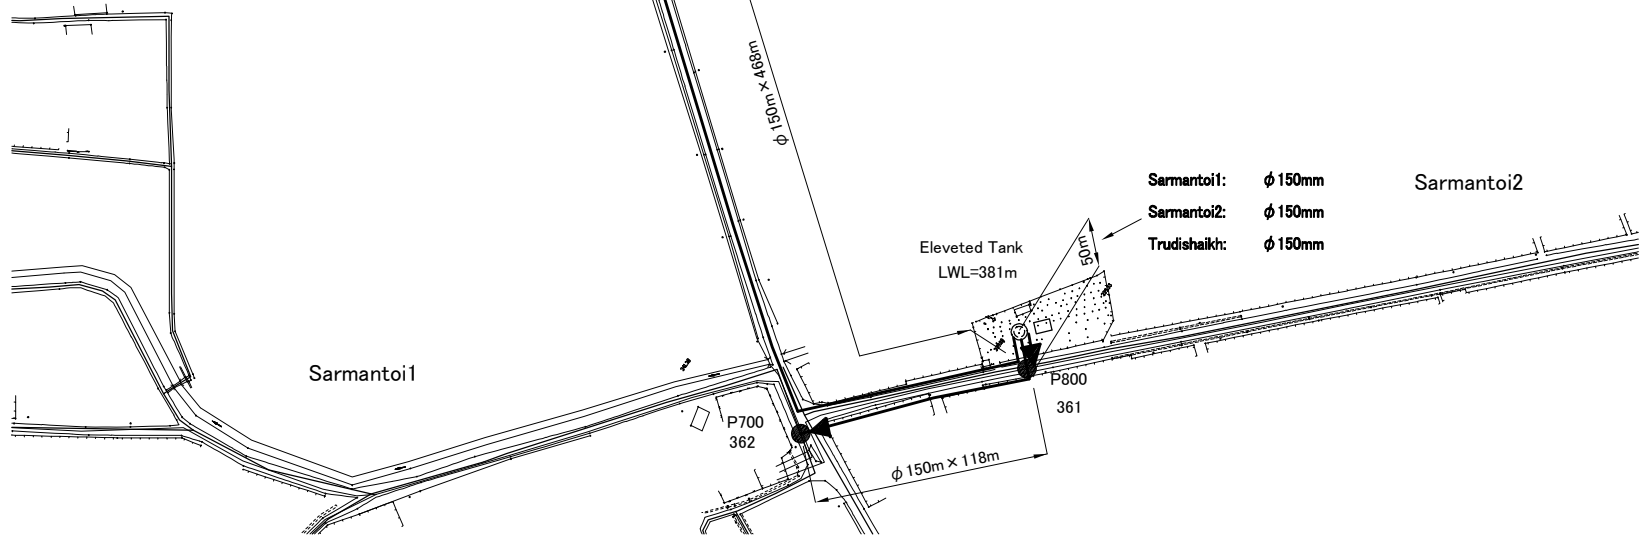 φ150m×468m
Sarmantoi1: φ150mm
Sarmantoi2: φ150mm
Trudishaikh: φ150mm
Sarmantoi2
50m
Eleveted Tank
LWL=381m
Sarmantoi1
P800
361
P700
362
φ150m×118m